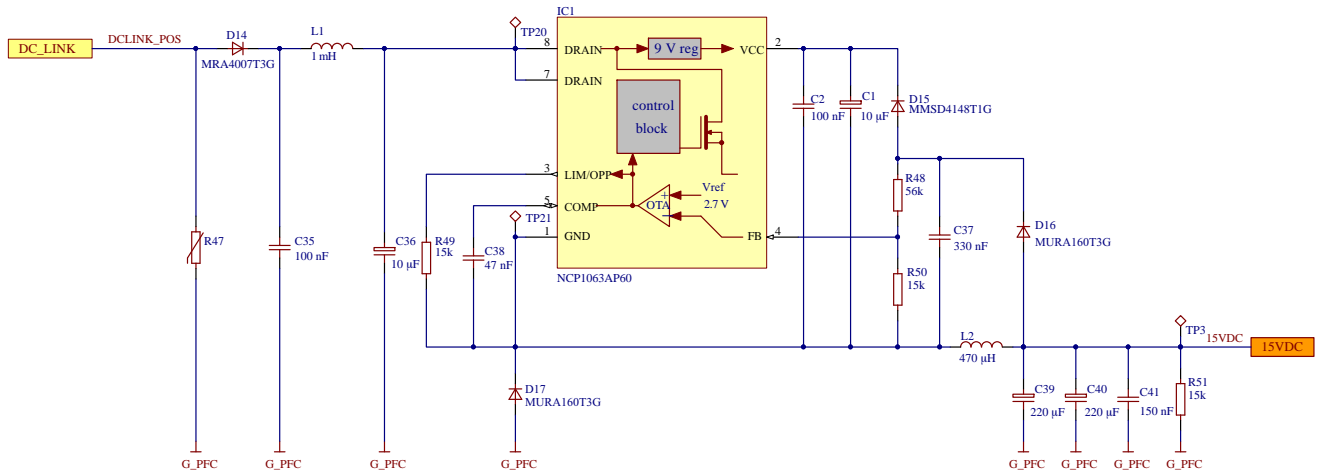 IC1
DC_LINK
DCLINK_POS
D14
MRA4007T3G
L1
1 mH
TP20
8
DRAIN
9 V reg
VCC
2
7
DRAIN
control
block
C2
100 nF
C1
10 µF
D15
MMSD4148T1G
3
LIM/OPP
Vref
2.7 V
5
COMP
OTA
+
−
TP21
1
GND
FB
4
NCP1063AP60
R48
56k
R47
C35
100 nF
C36
10 µF
R49
15k
C38
47 nF
C37
330 nF
D16
MURA160T3G
R50
15k
L2
470 µH
TP3
15VDC
15VDC
D17
MURA160T3G
C39
220 µF
C40
220 µF
C41
150 nF
R51
15k
G_PFC
G_PFC
G_PFC
G_PFC
G_PFC
G_PFC
G_PFC
G_PFC